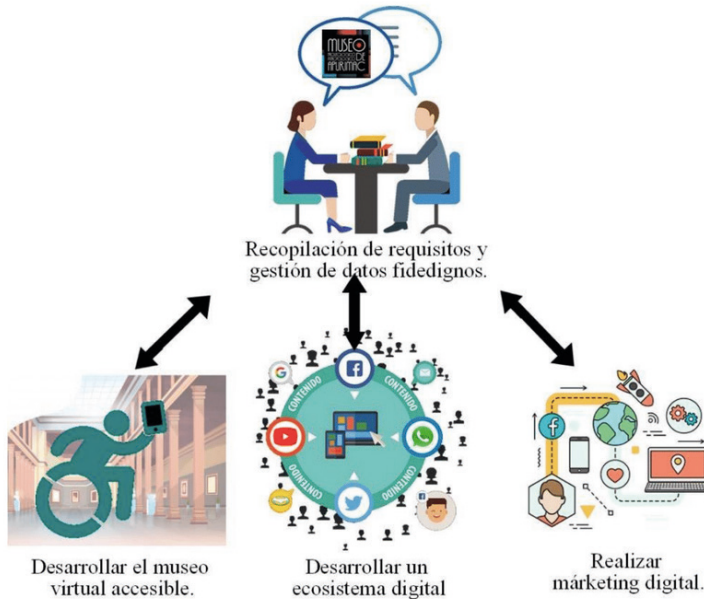 MUSEO
DE
APURIMAC
Recopilación de requisitos y
gestión de datos fidedignos.
CONTENIDO
CONTENIDO
CONTENIDO
CONTENIDO
Desarrollar el museo
virtual accesible.
Desarrollar un
ecosistema digital
Realizar
márketing digital.